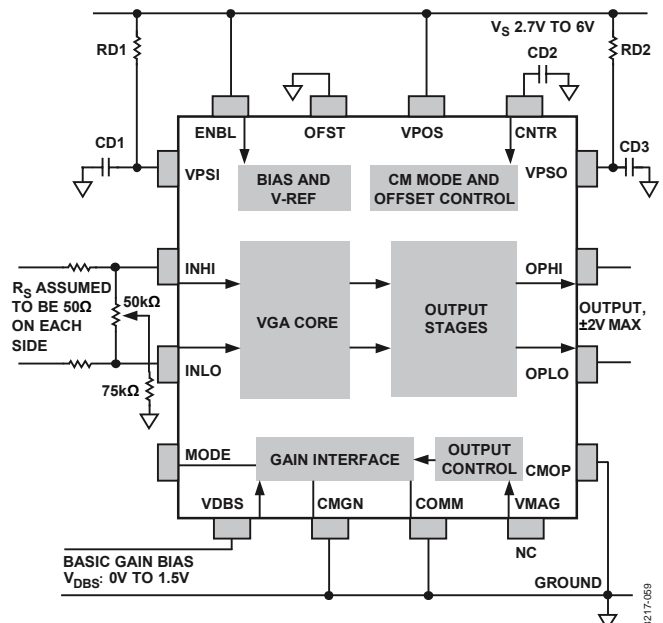 V_S 2.7V TO 6V
RD1
RD2
CD2
ENBL
OFST
VPOS
CNTR
CD1
CD3
VPSI
BIAS AND
V-REF
CM MODE AND
OFFSET CONTROL
VPSO
INHI
OPHI
R_S ASSUMED
TO BE 50Ω
ON EACH
SIDE
50kΩ
VGA CORE
OUTPUT
STAGES
OUTPUT,
±2V MAX
INLO
OPLO
75kΩ
MODE
GAIN INTERFACE
OUTPUT
CONTROL
CMOP
VDBS
CMGN
COMM
VMAG
NC
BASIC GAIN BIAS
V_DBS: 0V TO 1.5V
GROUND